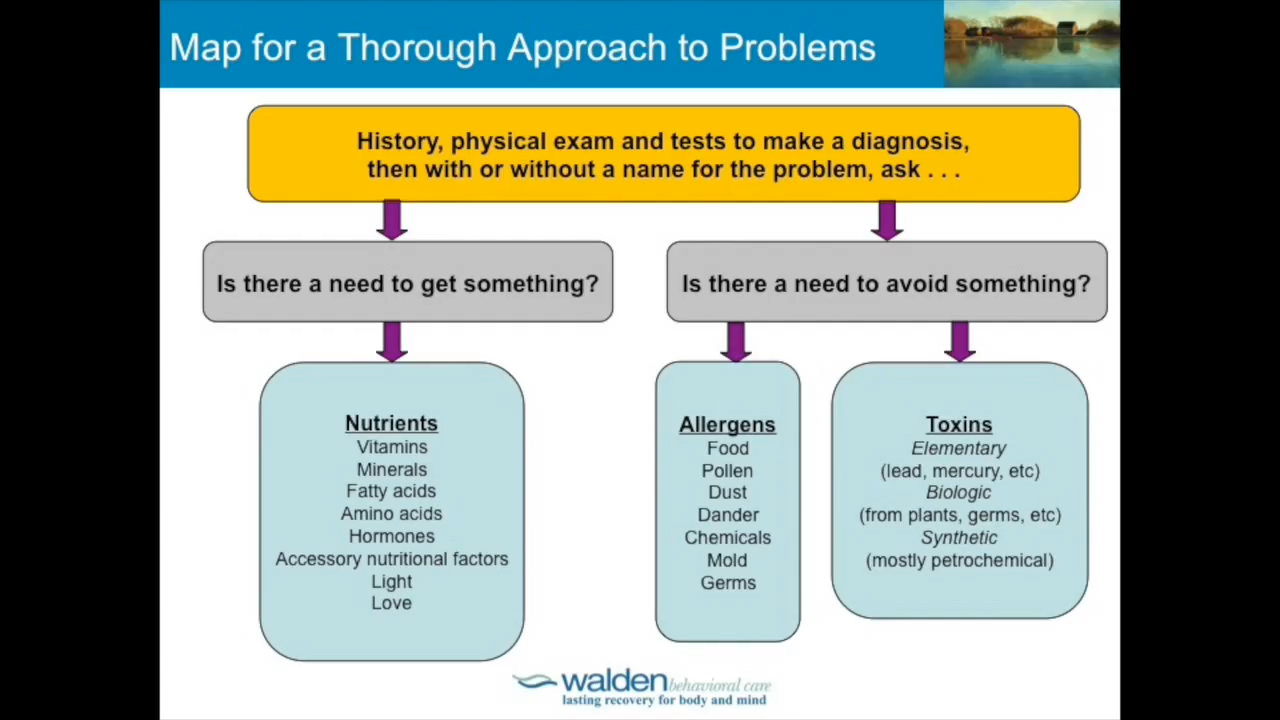 Map for a Thorough Approach to Problems
History, physical exam and tests to make a diagnosis,
then with or without a name for the problem, ask . . .
Is there a need to get something?
Is there a need to avoid something?
Nutrients
Vitamins
Minerals
Fatty acids
Amino acids
Hormones
Accessory nutritional factors
Light
Love
Allergens
Food
Pollen
Dust
Dander
Chemicals
Mold
Germs
Toxins
Elementary
(lead, mercury, etc)
Biologic
(from plants, germs, etc)
Synthetic
(mostly petrochemical)
walden behavioral care
lasting recovery for body and mind